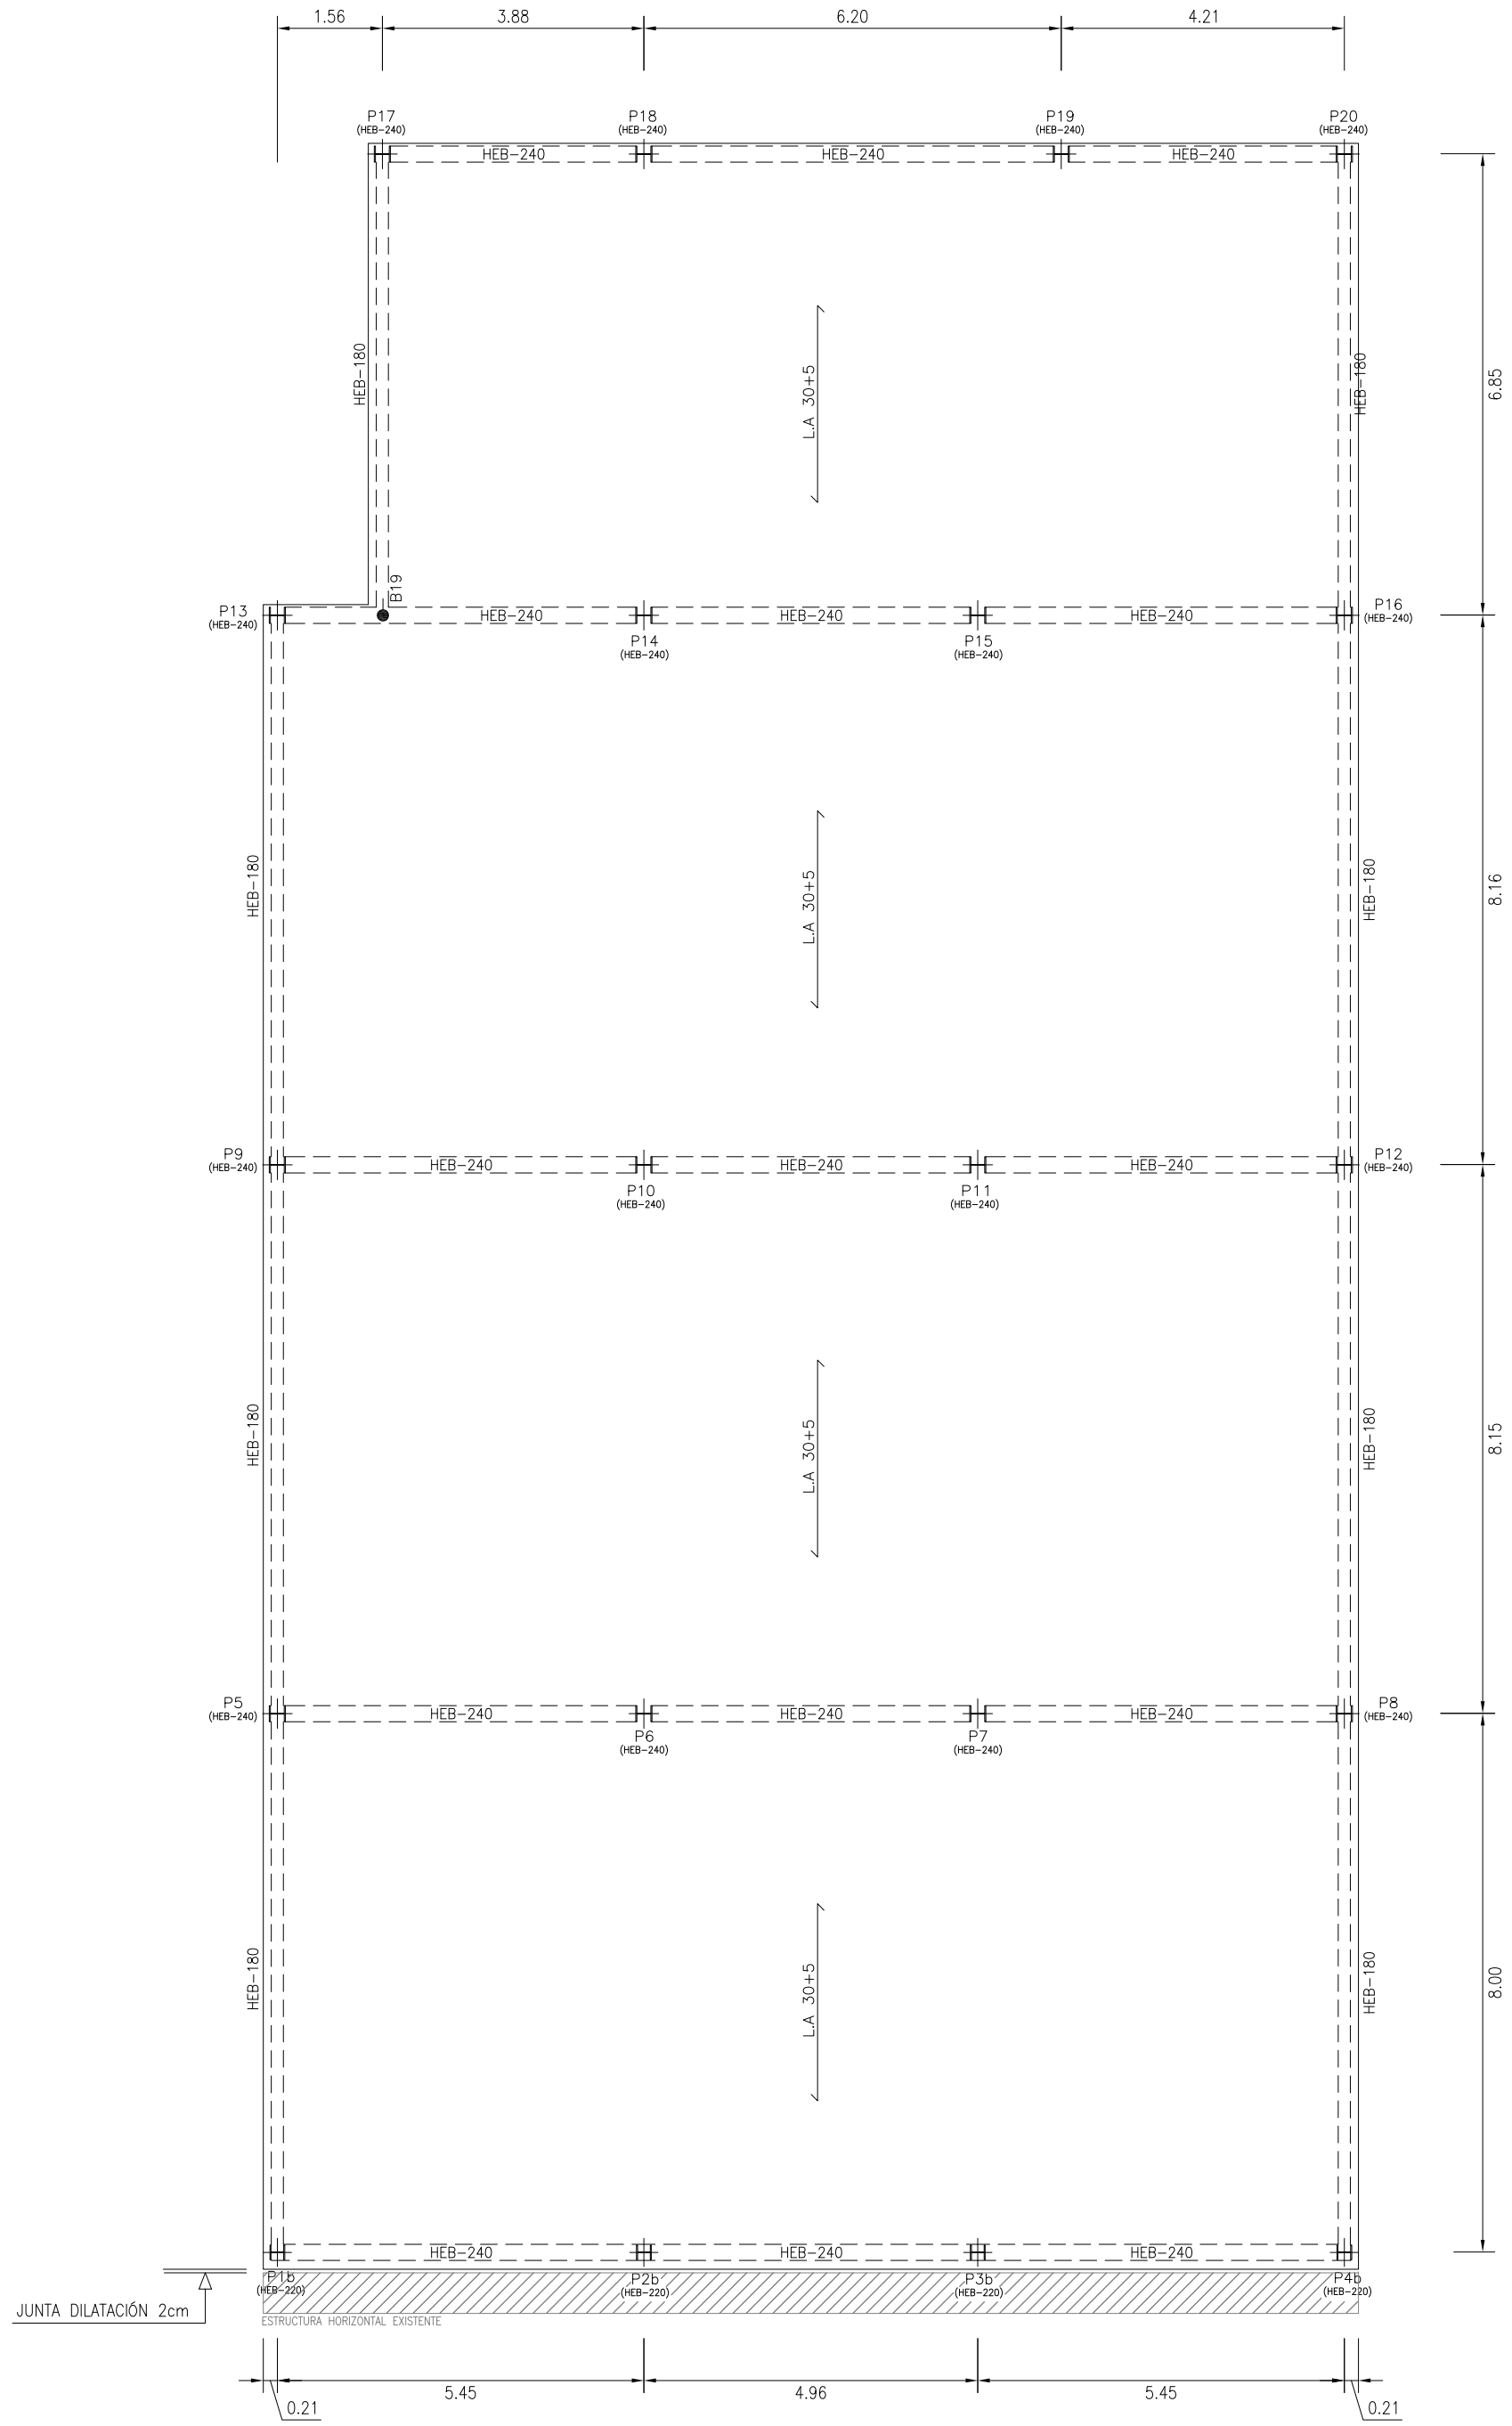 1.56
3.88
6.20
4.21
P17
(HEB-240)
P18
(HEB-240)
P19
(HEB-240)
P20
(HEB-240)
HEB-240
HEB-240
HEB-240
HEB-180
L.A 30+5
HEB-180
6.85
B19
P13
(HEB-240)
HEB-240
HEB-240
HEB-240
P16
(HEB-240)
P14
(HEB-240)
P15
(HEB-240)
HEB-180
L.A 30+5
HEB-180
8.16
P9
(HEB-240)
HEB-240
HEB-240
HEB-240
P12
(HEB-240)
P10
(HEB-240)
P11
(HEB-240)
HEB-180
L.A 30+5
HEB-180
8.15
P5
(HEB-240)
HEB-240
HEB-240
HEB-240
P8
(HEB-240)
P6
(HEB-240)
P7
(HEB-240)
HEB-180
L.A 30+5
HEB-180
8.00
HEB-240
HEB-240
HEB-240
P1b
(HEB-220)
P2b
(HEB-220)
P3b
(HEB-220)
P4b
(HEB-220)
JUNTA DILATACIÓN 2cm
ESTRUCTURA HORIZONTAL EXISTENTE
5.45
4.96
5.45
0.21
0.21